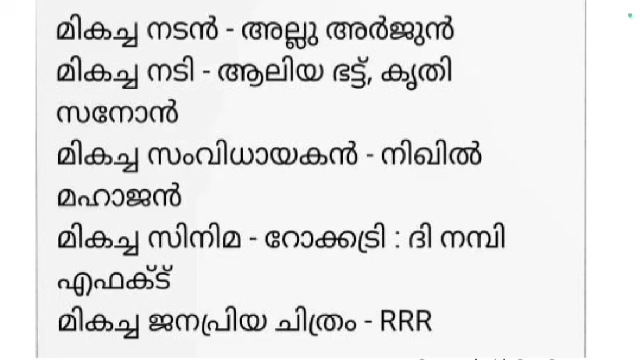 മികച്ച നടൻ - അല്ലു അർജുൻ
മികച്ച നടി - ആലിയ ഭട്ട്, കൃതി
സനോൻ
മികച്ച സംവിധായകൻ - നിഖിൽ
മഹാജൻ
മികച്ച സിനിമ - റോക്കട്രി : ദി നമ്പി
എഫക്ട്
മികച്ച ജനപ്രിയ ചിത്രം - RRR